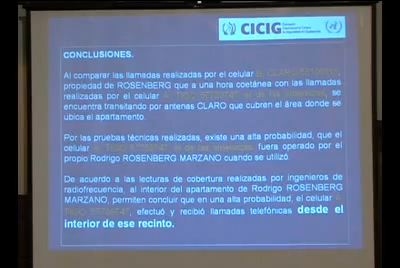 CICIG
CONCLUSIONES.
Al comparar las llamadas realizadas por el celular
propiedad de ROSENBERG que a una hora coetánea con las llamadas
realizadas por el celular se
encuentra transitando por antenas CLARO que cubren el área donde
se ubica el apartamento.
Por las pruebas técnicas realizadas, existe una alta probabilidad, que el
celular fuera operado por el
propio Rodrigo ROSENBERG MARZANO cuando se utilizó.
De acuerdo a las lecturas de cobertura realizadas por ingenieros de
radiofrecuencia, al interior del apartamento de Rodrigo ROSENBERG
MARZANO, permiten concluir que en una alta probabilidad, el celular
efectuó y recibió llamadas telefónicas desde el
interior de ese recinto.